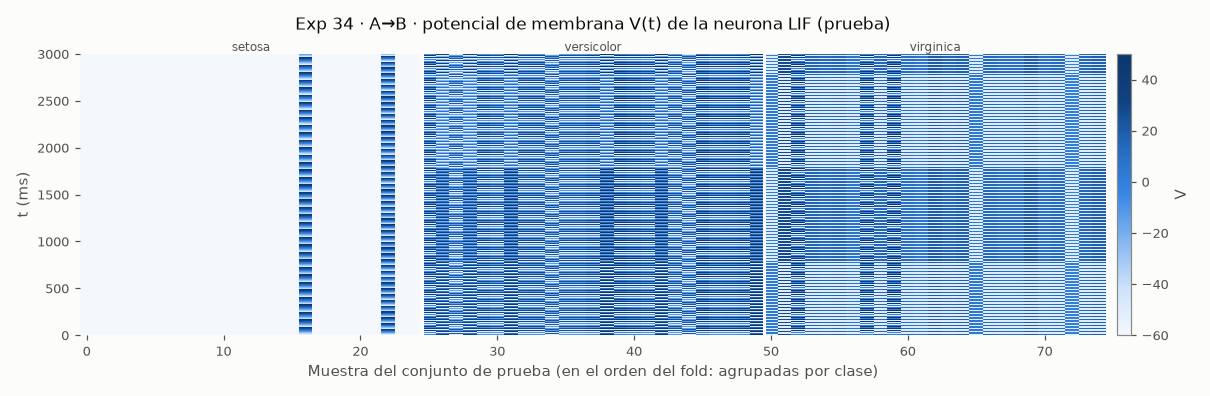 Exp 34 · A→B · potencial de membrana V(t) de la neurona LIF (prueba)
setosa versicolor virginica
3000
2500
2000
1500
1000
500
0
t (ms)
0 10 20 30 40 50 60 70
Muestra del conjunto de prueba (en el orden del fold: agrupadas por clase)
40
20
0
−20
−40
−60
V